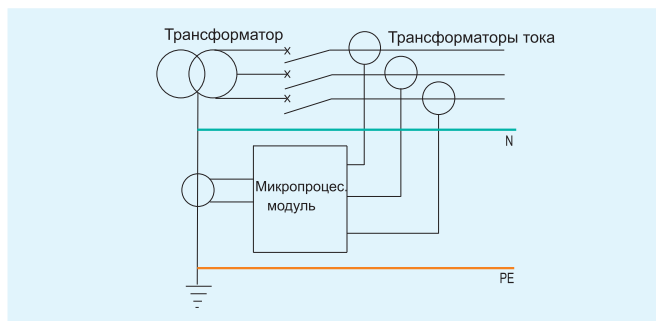 Трансформатор
Трансформаторы тока
N
Микропроцес.
модуль
PE